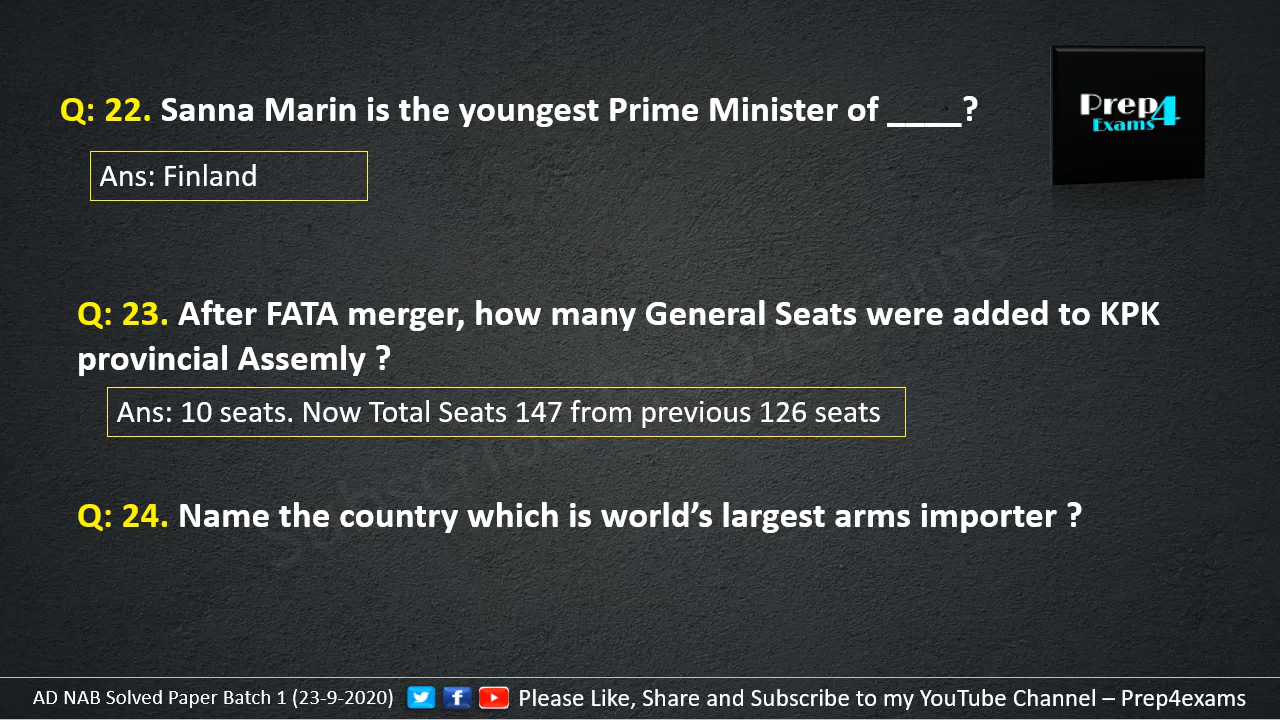 Prep4
Exams
Q: 22. Sanna Marin is the youngest Prime Minister of ____?
Ans: Finland
Q: 23. After FATA merger, how many General Seats were added to KPK
provincial Assemly ?
Ans: 10 seats. Now Total Seats 147 from previous 126 seats
Q: 24. Name the country which is world’s largest arms importer ?
AD NAB Solved Paper Batch 1 (23-9-2020) Please Like, Share and Subscribe to my YouTube Channel – Prep4exams